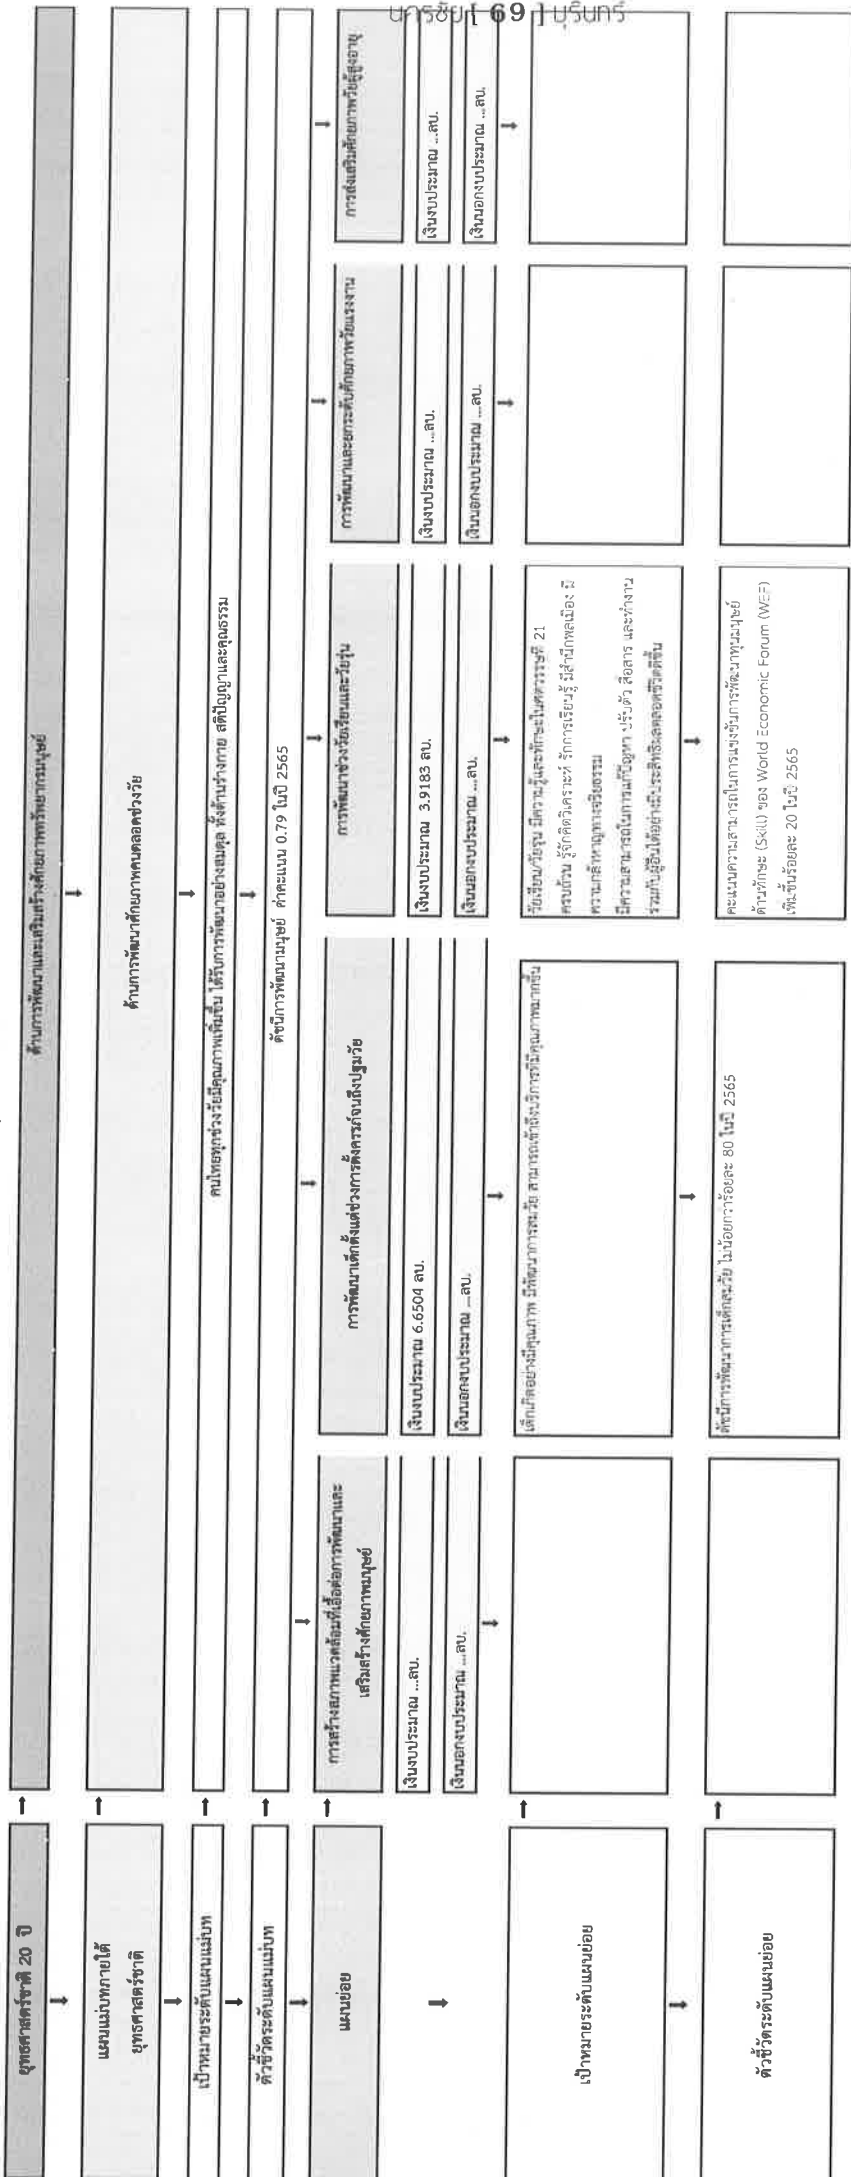 นครชัย [ 69 ] บุรินทร์
ยุทธศาสตร์ชาติ 20 ปี
ด้านการพัฒนาและเสริมสร้างศักยภาพทรัพยากรมนุษย์
แผนแม่บทภายใต้
ยุทธศาสตร์ชาติ
ด้านการพัฒนาศักยภาพคนตลอดช่วงวัย
เป้าหมายระดับแผนแม่บท
คนไทยทุกช่วงวัยมีคุณภาพเพิ่มขึ้น ได้รับการพัฒนาอย่างสมดุล ทั้งด้านร่างกาย สติปัญญาและคุณธรรม
ตัวชี้วัดระดับแผนแม่บท
ดัชนีการพัฒนามนุษย์ ค่าคะแนน 0.79 ในปี 2565
แผนย่อย
การสร้างสภาพแวดล้อมที่เอื้อต่อการพัฒนาและ
เสริมสร้างศักยภาพมนุษย์
เงินงบประมาณ ...ลบ.
เงินนอกงบประมาณ ...ลบ.
การพัฒนาเด็กตั้งแต่ช่วงการตั้งครรภ์จนถึงปฐมวัย
เงินงบประมาณ 6.6504 ลบ.
เงินนอกงบประมาณ ...ลบ.
การพัฒนาช่วงวัยเรียนและวัยรุ่น
เงินงบประมาณ 3.9183 ลบ.
เงินนอกงบประมาณ ...ลบ.
การพัฒนาและยกระดับศักยภาพวัยแรงงาน
เงินงบประมาณ ...ลบ.
เงินนอกงบประมาณ ...ลบ.
การส่งเสริมศักยภาพวัยผู้สูงอายุ
เงินงบประมาณ ...ลบ.
เงินนอกงบประมาณ ...ลบ.
เป้าหมายระดับแผนย่อย
เด็กเกิดอย่างมีคุณภาพ มีพัฒนาการสมวัย สามารถเข้าถึงบริการที่มีคุณภาพมากขึ้น
วัยเรียน/วัยรุ่น มีความรู้และทักษะในศตวรรษที่ 21
ครบถ้วน รู้จักคิดวิเคราะห์ รักการเรียนรู้ มีสำนึกพลเมือง มี
ความกล้าหาญทางจริยธรรม
มีความสามารถในการแก้ปัญหา ปรับตัว สื่อสาร และทำงาน
ร่วมกับผู้อื่นได้อย่างมีประสิทธิผลตลอดชีวิตดีขึ้น
ตัวชี้วัดระดับแผนย่อย
ดัชนีการพัฒนาการเด็กสมวัย ไม่น้อยกว่าร้อยละ 80 ในปี 2565
คะแนนความสามารถในการแข่งขันการพัฒนาทุนมนุษย์
ด้านทักษะ (Skill) ของ World Economic Forum (WEF)
เพิ่มขึ้นร้อยละ 20 ในปี 2565